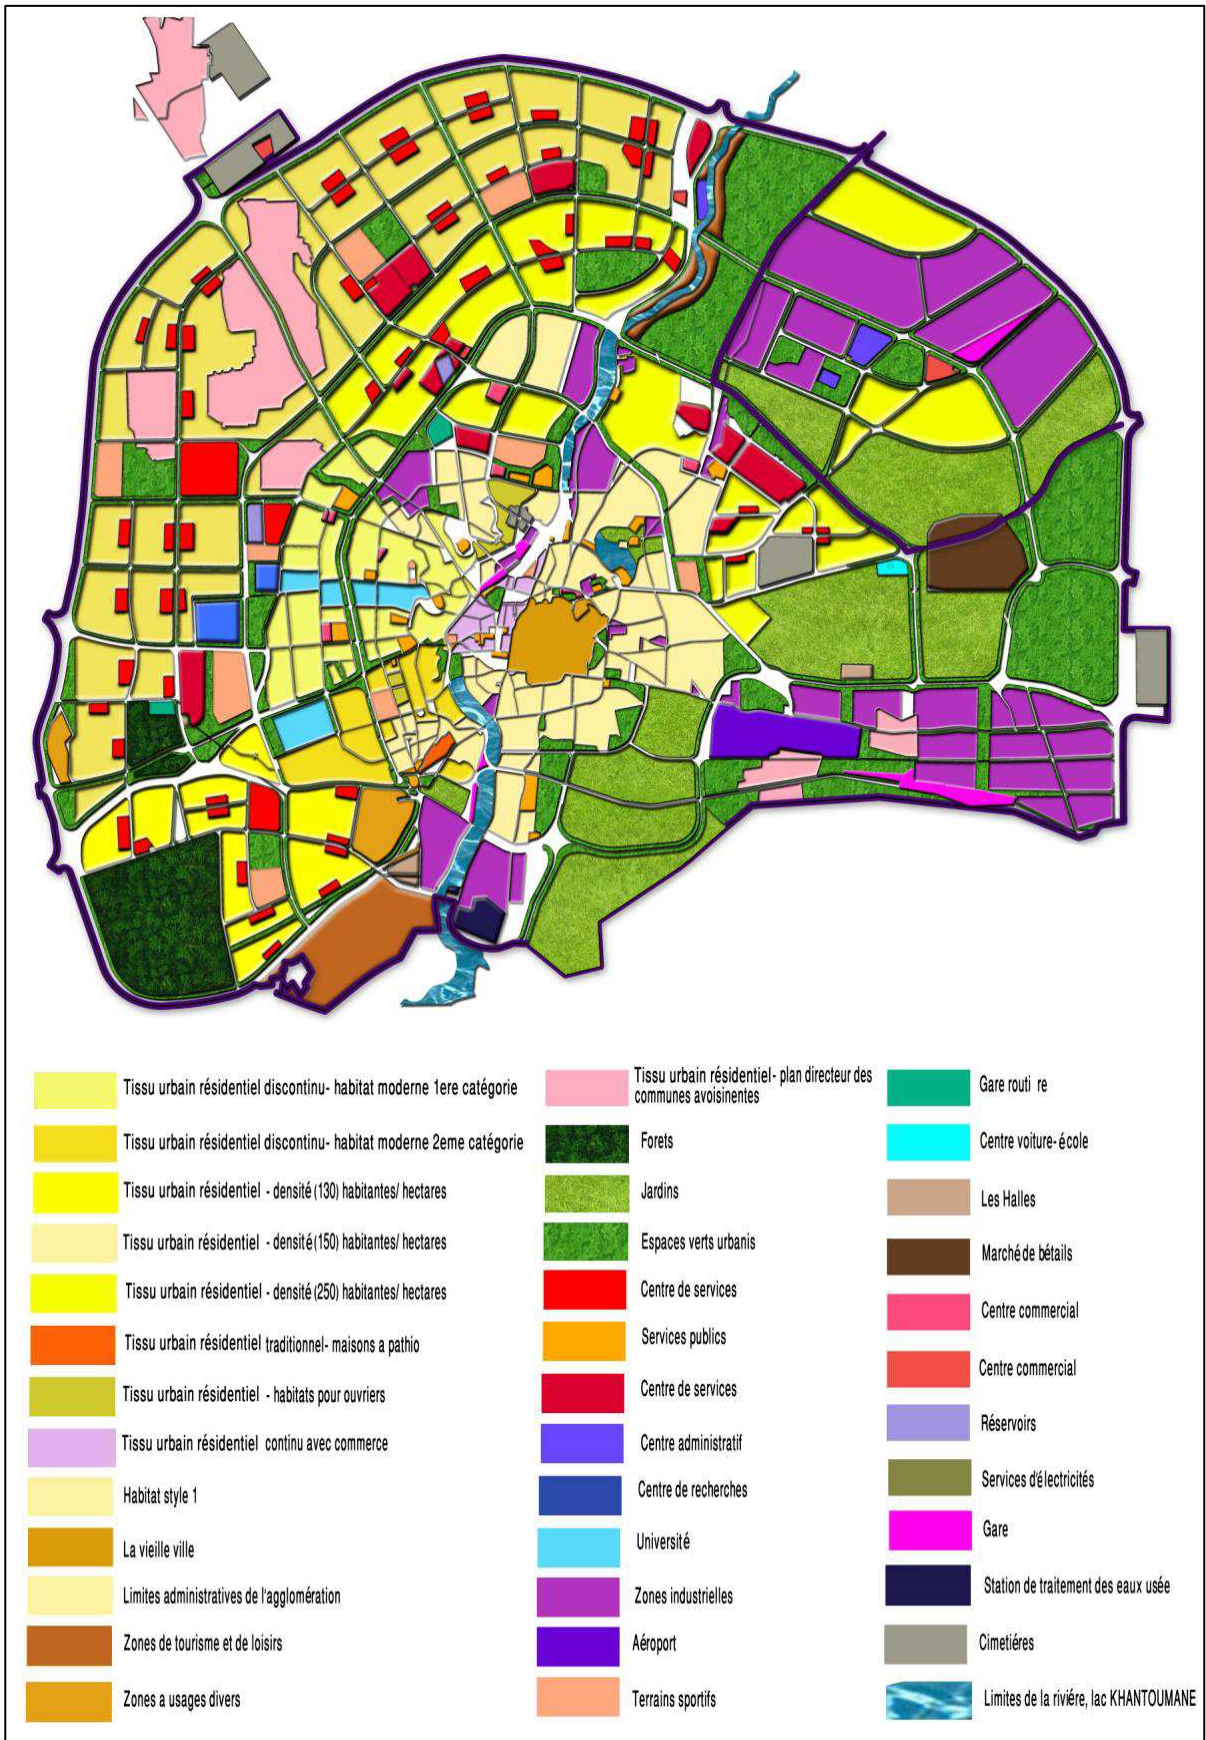 Tissu urbain résidentiel discontinu- habitat moderne 1ere catégorie
Tissu urbain résidentiel discontinu- habitat moderne 2eme catégorie
Tissu urbain résidentiel - densité (130) habitantes/ hectares
Tissu urbain résidentiel - densité (150) habitantes/ hectares
Tissu urbain résidentiel - densité (250) habitantes/ hectares
Tissu urbain résidentiel traditionnel- maisons a pathio
Tissu urbain résidentiel - habitats pour ouvriers
Tissu urbain résidentiel continu avec commerce
Habitat style 1
La vieille ville
Limites administratives de l'agglomération
Zones de tourisme et de loisirs
Zones a usages divers
Tissu urbain résidentiel- plan directeur des
communes avoisinentes
Forets
Jardins
Espaces verts urbanis
Centre de services
Services publics
Centre de services
Centre administratif
Centre de recherches
Université
Zones industrielles
Aéroport
Terrains sportifs
Gare routi re
Centre voiture-école
Les Halles
Marché de bétails
Centre commercial
Centre commercial
Réservoirs
Services d'électricités
Gare
Station de traitement des eaux usée
Cimetiéres
Limites de la riviére, lac KHANTOUMANE